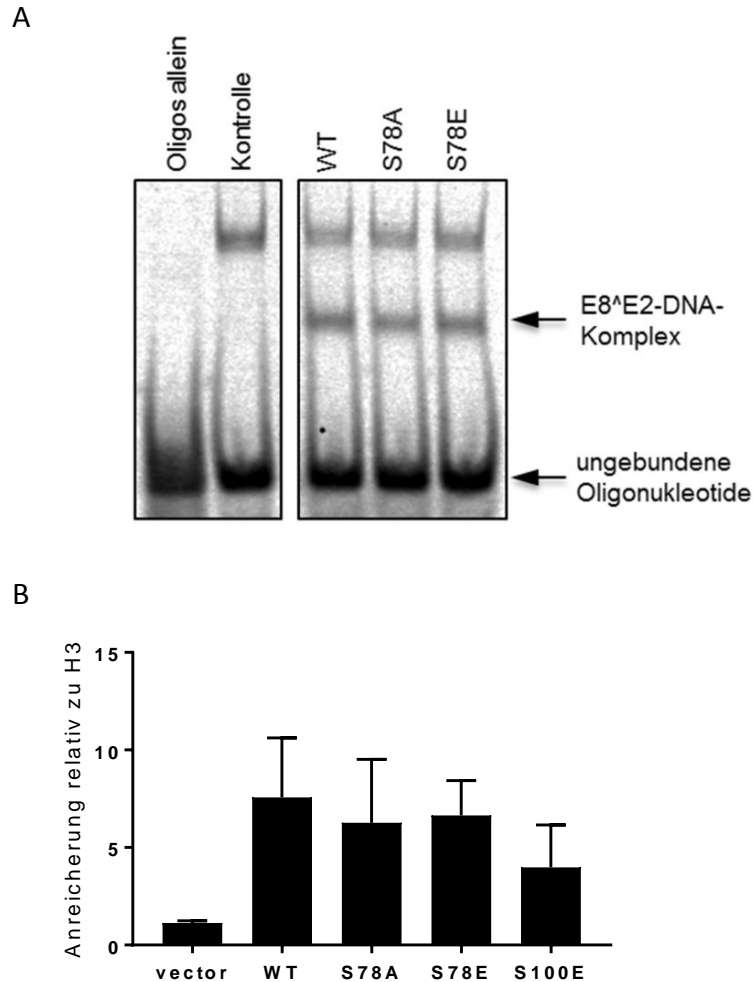 A
Oligos allein
Kontrolle
WT
S78A
S78E
E8^E2-DNA-
Komplex
ungebundene
Oligonukleotide
B
Anreicherung relativ zu H3
15
10
5
0
vector
WT
S78A
S78E
S100E